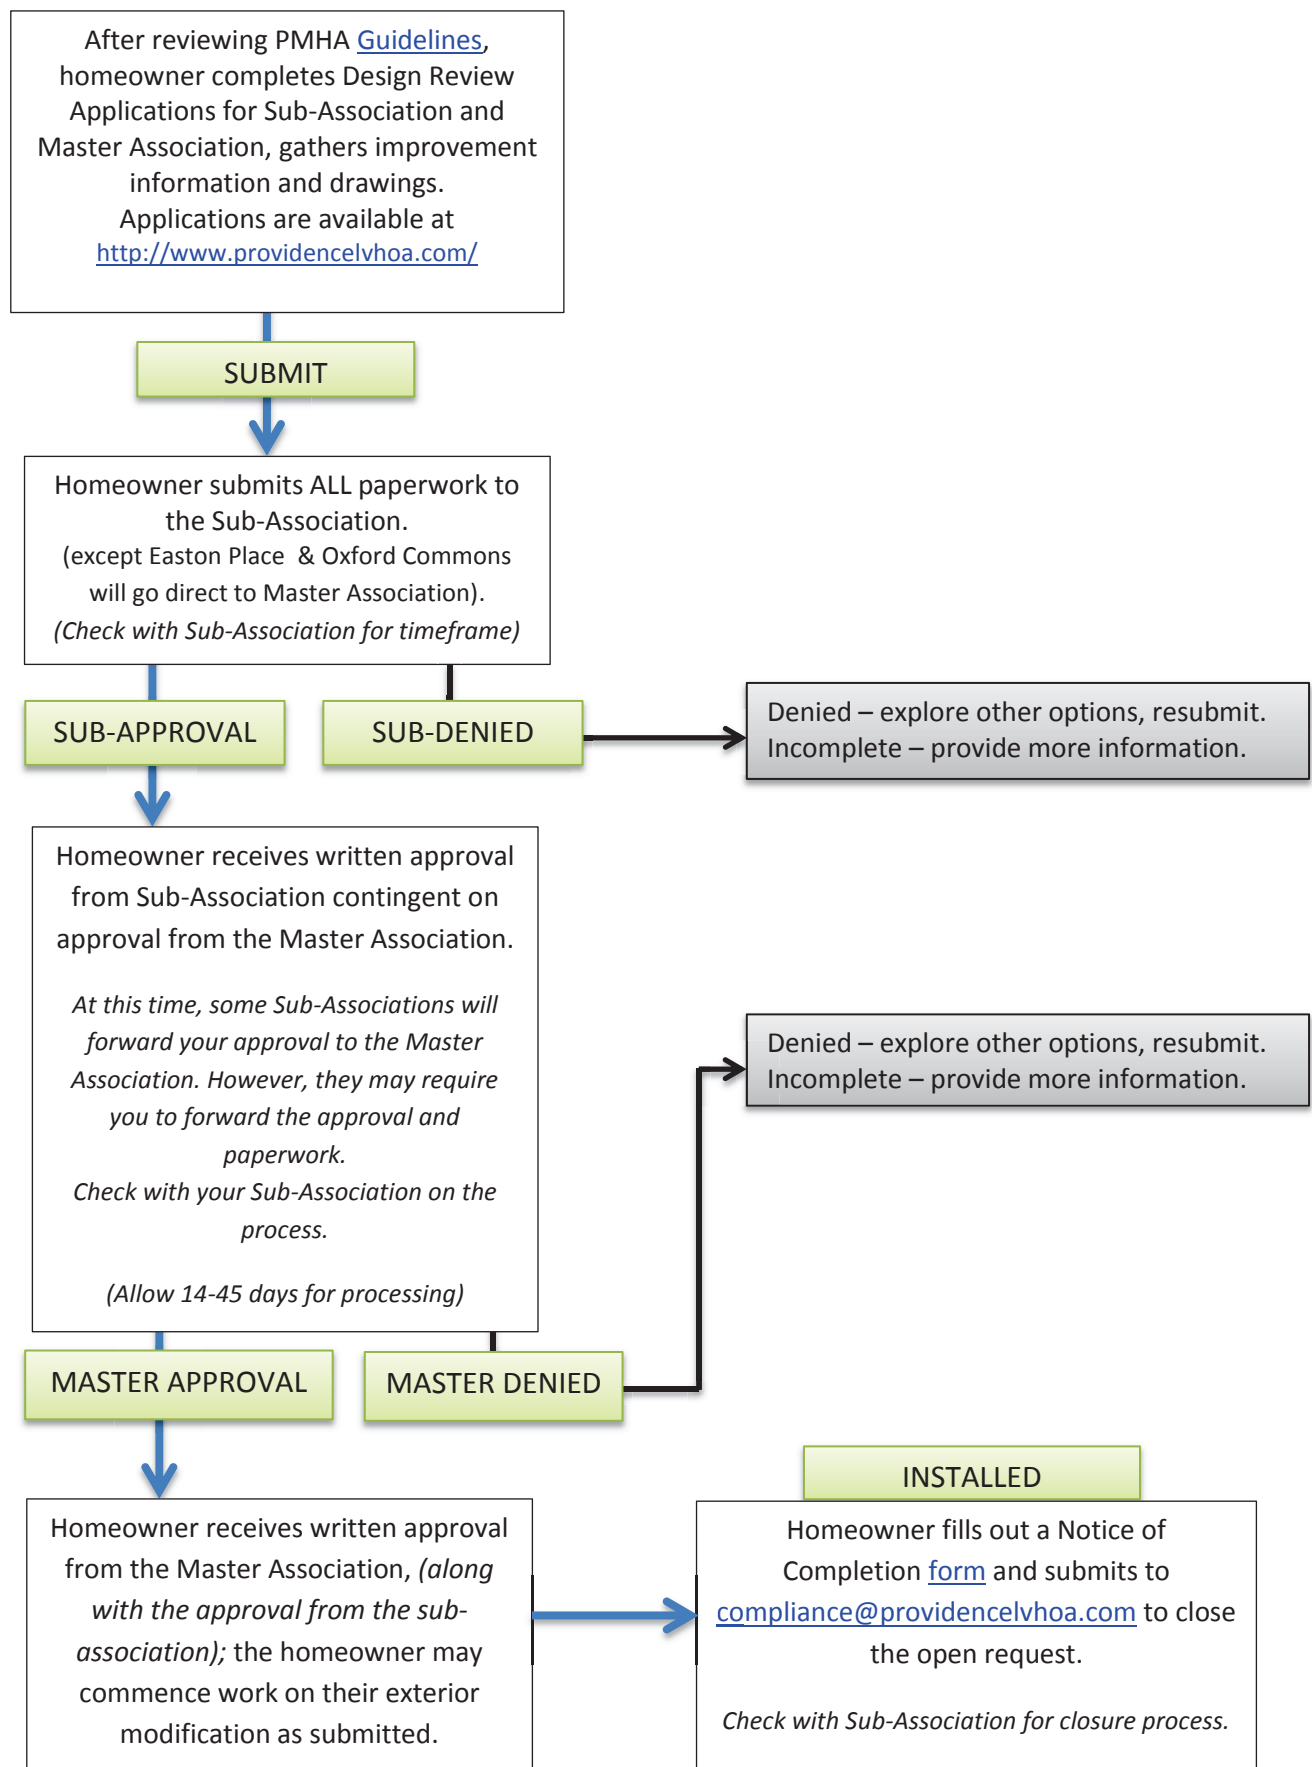 After reviewing PMHA Guidelines,
homeowner completes Design Review
Applications for Sub-Association and
Master Association, gathers improvement
information and drawings.
Applications are available at
http://www.providencelvhoa.com/
SUBMIT
Homeowner submits ALL paperwork to
the Sub-Association.
(except Easton Place & Oxford Commons
will go direct to Master Association).
(Check with Sub-Association for timeframe)
SUB-APPROVAL
SUB-DENIED
Denied – explore other options, resubmit.
Incomplete – provide more information.
Homeowner receives written approval
from Sub-Association contingent on
approval from the Master Association.
At this time, some Sub-Associations will
forward your approval to the Master
Association. However, they may require
you to forward the approval and
paperwork.
Check with your Sub-Association on the
process.
(Allow 14-45 days for processing)
Denied – explore other options, resubmit.
Incomplete – provide more information.
MASTER APPROVAL
MASTER DENIED
Homeowner receives written approval
from the Master Association, (along
with the approval from the sub-
association); the homeowner may
commence work on their exterior
modification as submitted.
INSTALLED
Homeowner fills out a Notice of
Completion form and submits to
compliance@providencelvhoa.com to close
the open request.
Check with Sub-Association for closure process.